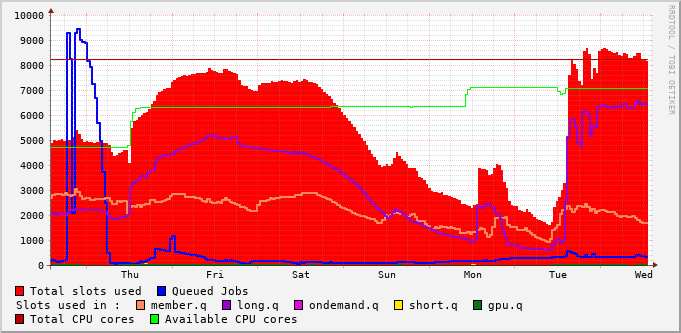 10000
9000
8000
7000
6000
5000
4000
3000
2000
1000
0
Thu Fri Sat Sun Mon Tue Wed
RRDTOOL / TOBI OETIKER
Total slots used Queued Jobs
Slots used in : member.q long.q ondemand.q short.q gpu.q
Total CPU cores Available CPU cores